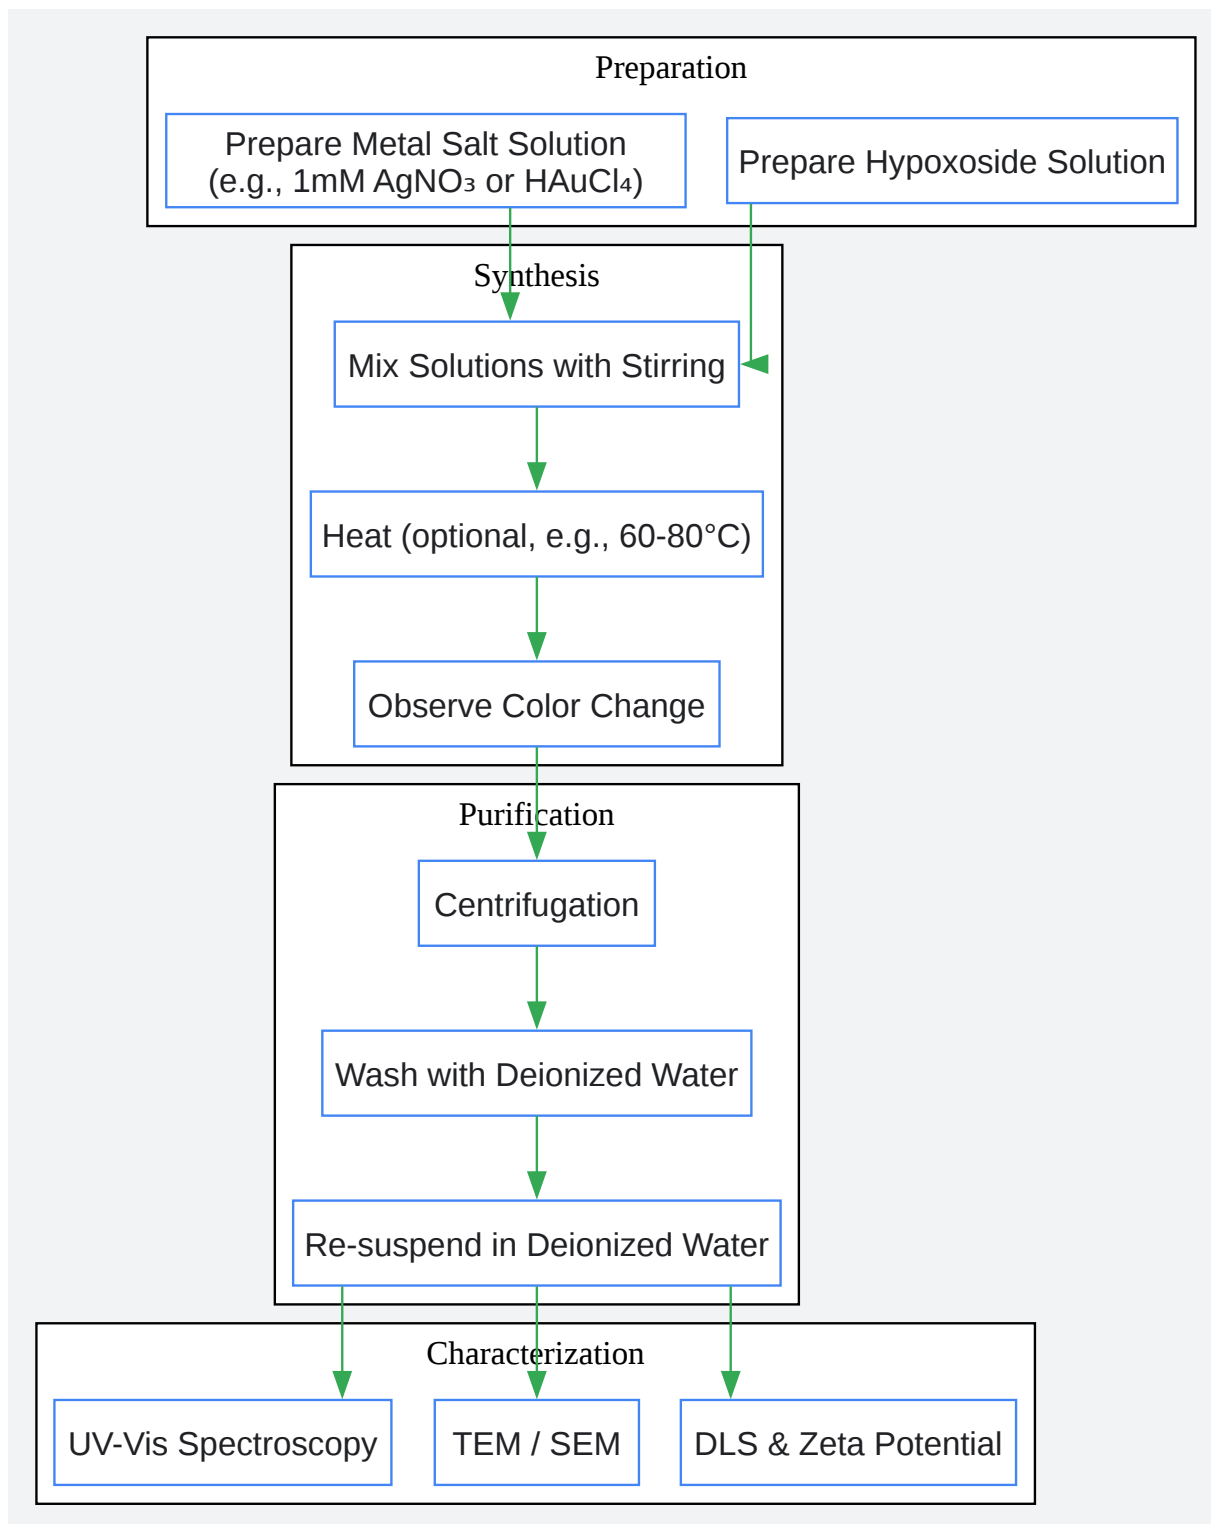 Preparation
Prepare Metal Salt Solution
(e.g., 1mM AgNO₃ or HAuCl₄)
Prepare Hypoxoside Solution
Synthesis
Mix Solutions with Stirring
Heat (optional, e.g., 60-80°C)
Observe Color Change
Purification
Centrifugation
Wash with Deionized Water
Re-suspend in Deionized Water
Characterization
UV-Vis Spectroscopy
TEM / SEM
DLS & Zeta Potential